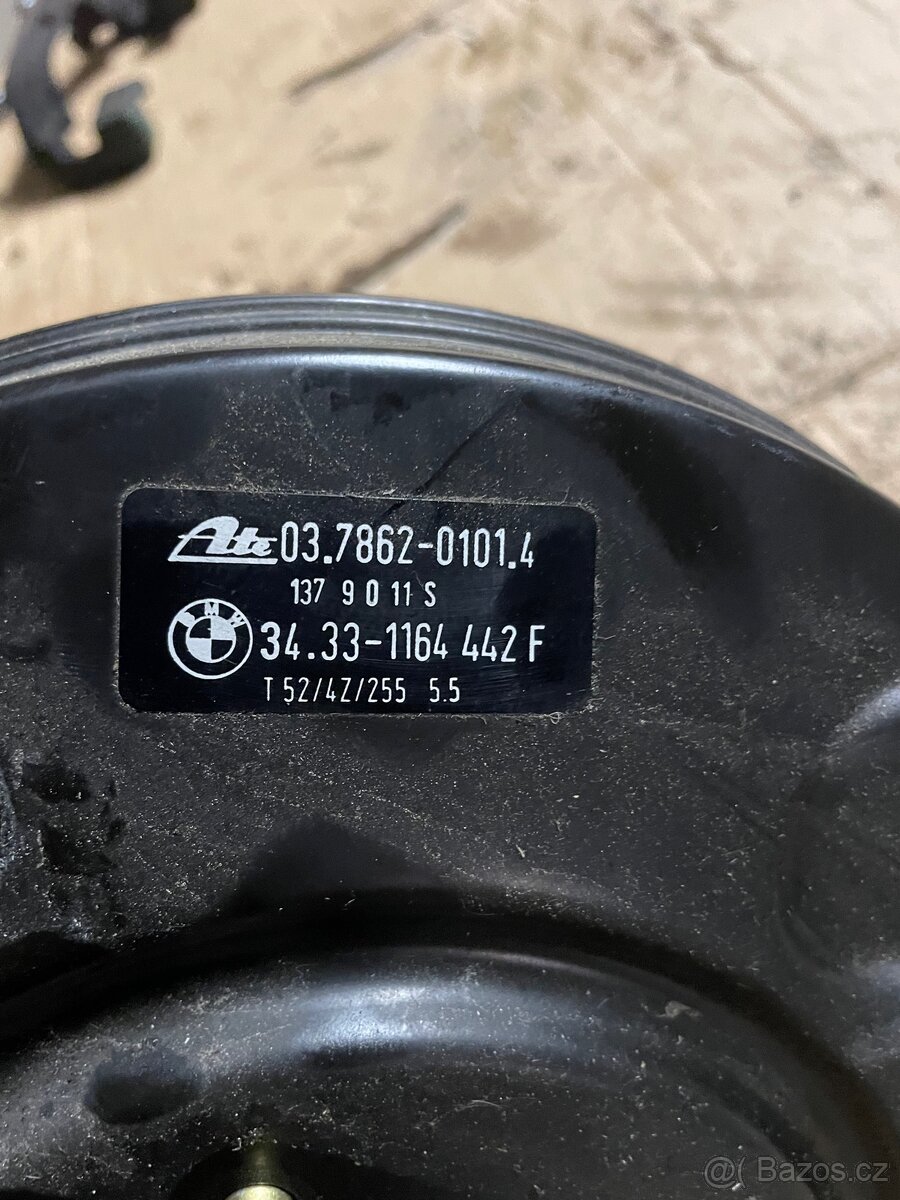 Ate 03.7862-0101.4
137 9 0 11 S
BMW 34.33-1164 442 F
T 52/4Z/255 5.5
@( Bazoš.cz